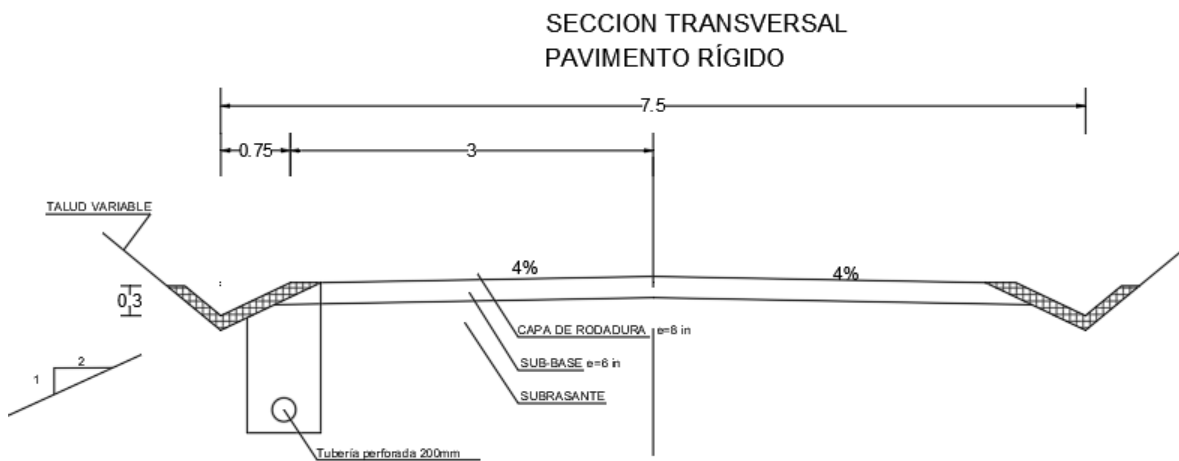 SECCION TRANSVERSAL
PAVIMENTO RÍGIDO
7.5
0.75
3
TALUD VARIABLE
4%
4%
0.3
CAPA DE RODADURA e=8 in
2
SUB-BASE e=6 in
1
SUBRASANTE
Tubería perforada 200mm